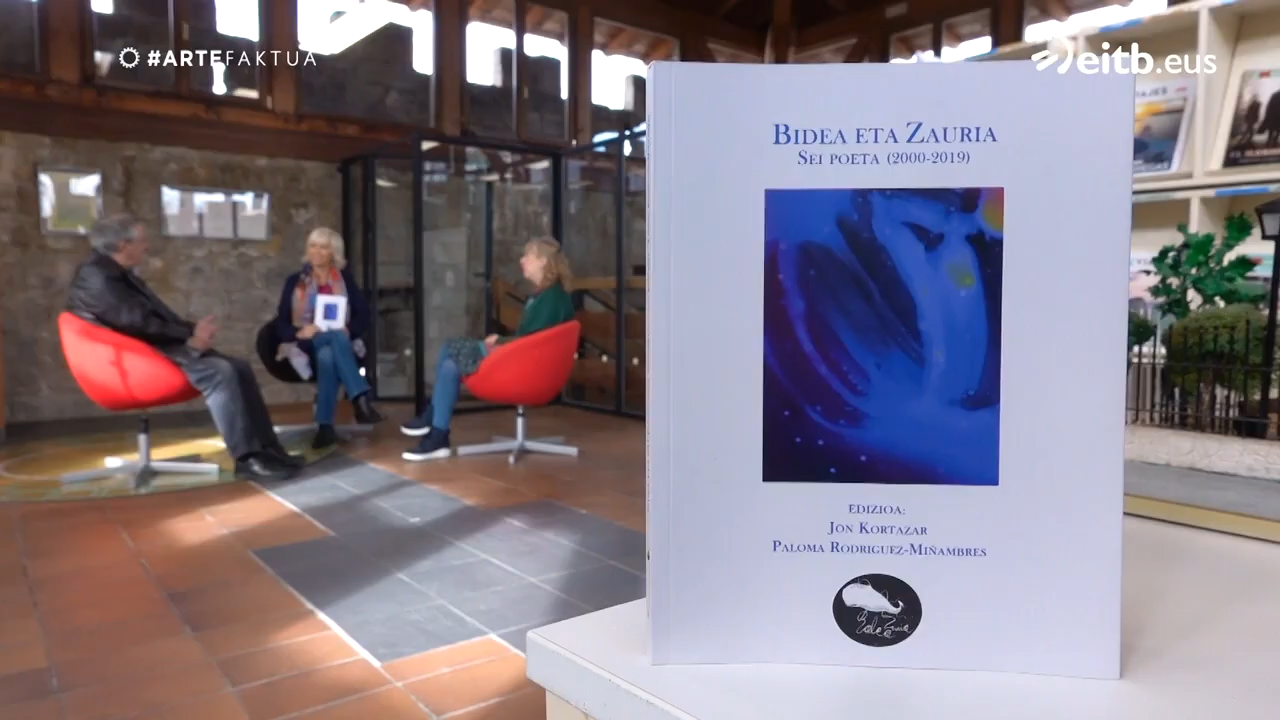 #ARTEFAKTUA
eitb.eus
BIDEA ETA ZAURIA
SEI POETA (2000-2019)
EDIZIOA:
JON KORTAZAR
PALOMA RODRIGUEZ-MIÑAMBRES